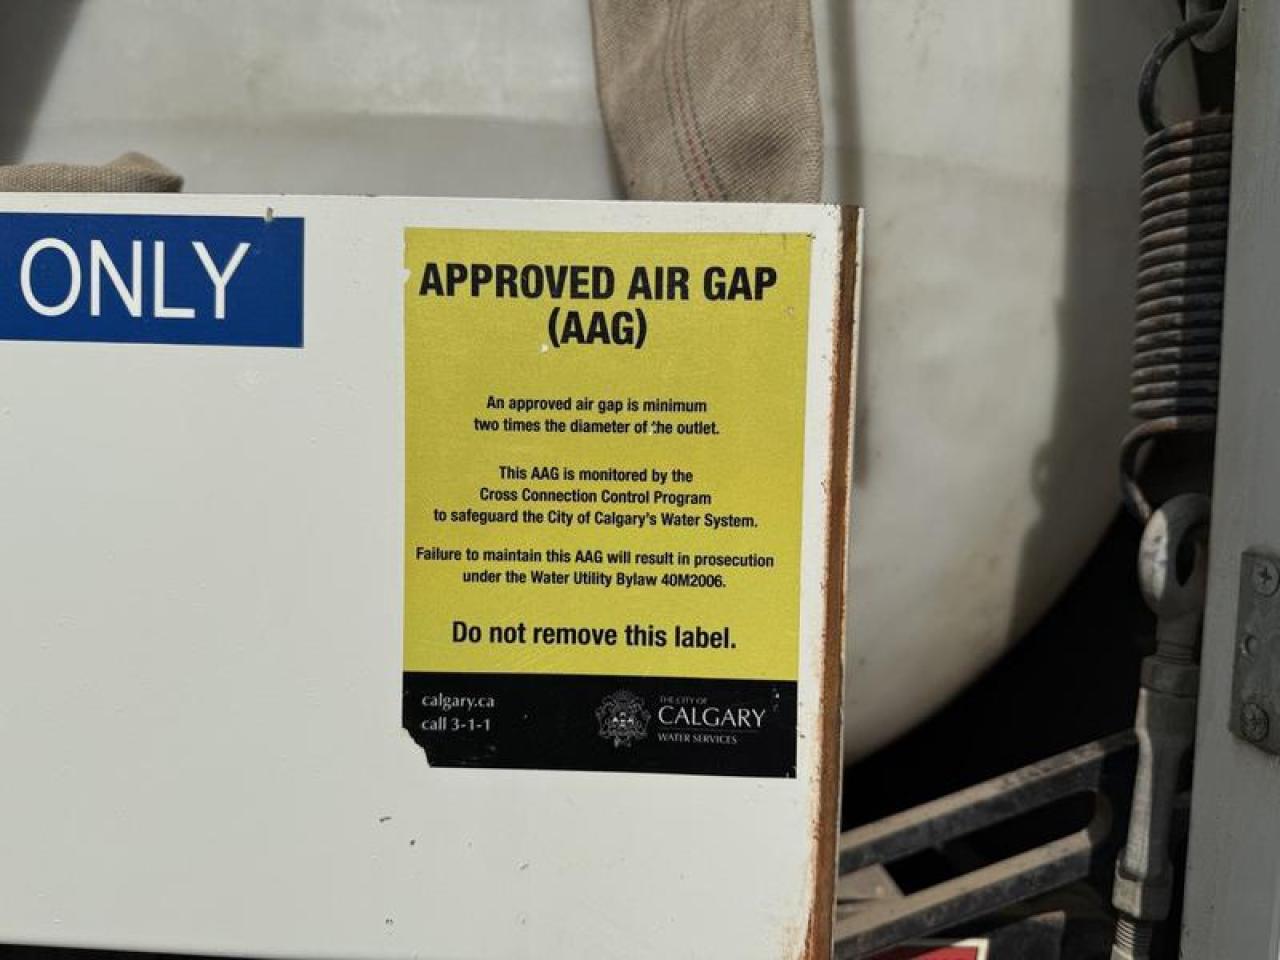 ONLY
APPROVED AIR GAP
(AAG)
An approved air gap is minimum
two times the diameter of the outlet.
This AAG is monitored by the
Cross Connection Control Program
to safeguard the City of Calgary's Water System.
Failure to maintain this AAG will result in prosecution
under the Water Utility Bylaw 40M2006.
Do not remove this label.
calgary.ca
call 3-1-1
THE CITY OF
CALGARY
WATER SERVICES